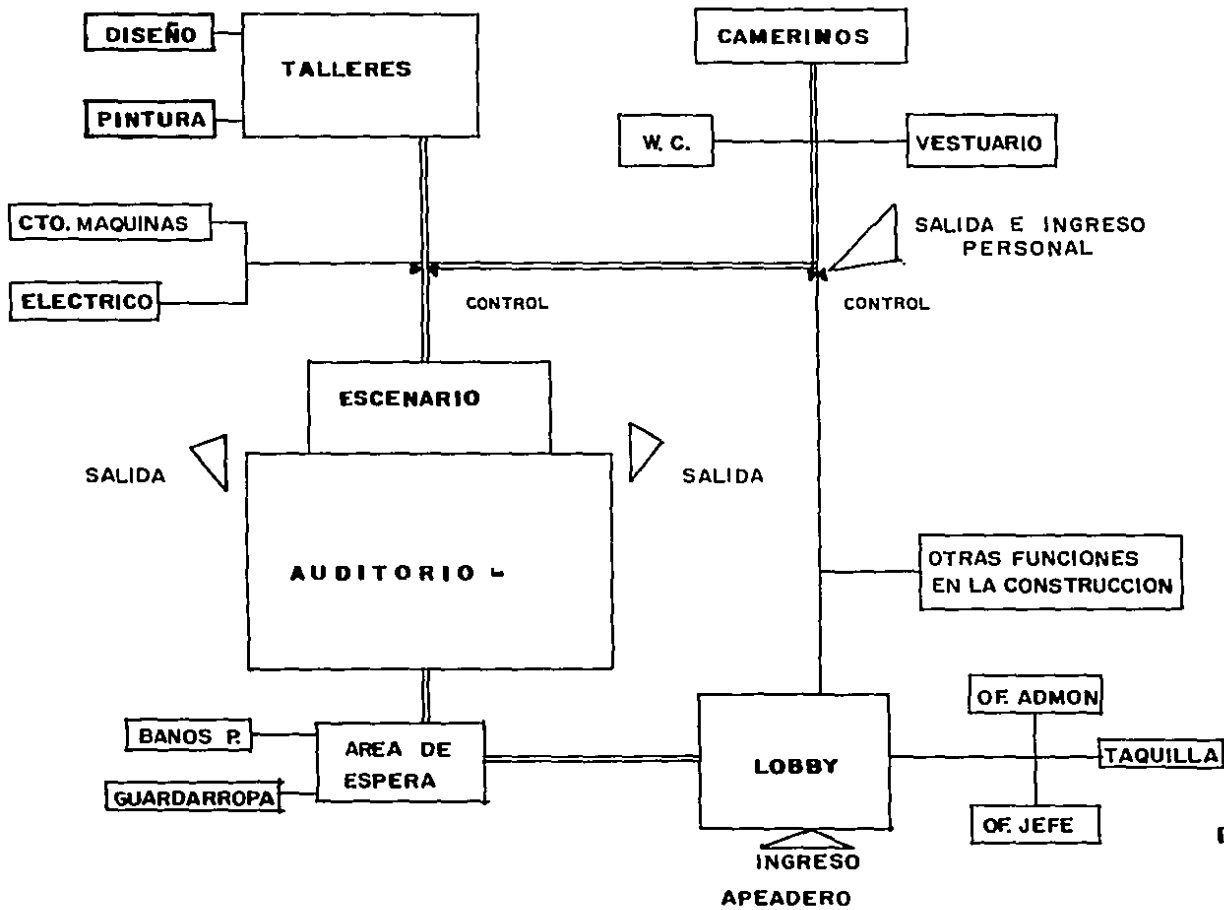 DISEÑO
TALLERES
PINTURA
CAMERINOS
W. C.
VESTUARIO
CTO. MAQUINAS
ELECTRICO
SALIDA E INGRESO
PERSONAL
CONTROL
CONTROL
ESCENARIO
SALIDA
SALIDA
AUDITORIO
OTRAS FUNCIONES
EN LA CONSTRUCCION
BANOS P.
GUARDARROPA
AREA DE
ESPERA
LOBBY
OF. ADMON
TAQUILLA
OF. JEFE
INGRESO
APEADERO